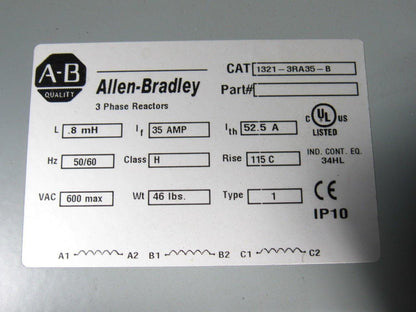 A-B
QUALITY
Allen-Bradley
3 Phase Reactors
CAT 1321-3RA35-B
Part#
L .8 mH If 35 AMP Ith 52.5 A
C UL US
LISTED
IND. CONT. EQ.
34HL
Hz 50/60 Class H Rise 115 C
VAC 600 max Wt 46 lbs. Type 1
CE
IP10
A1 A2 B1 B2 C1 C2